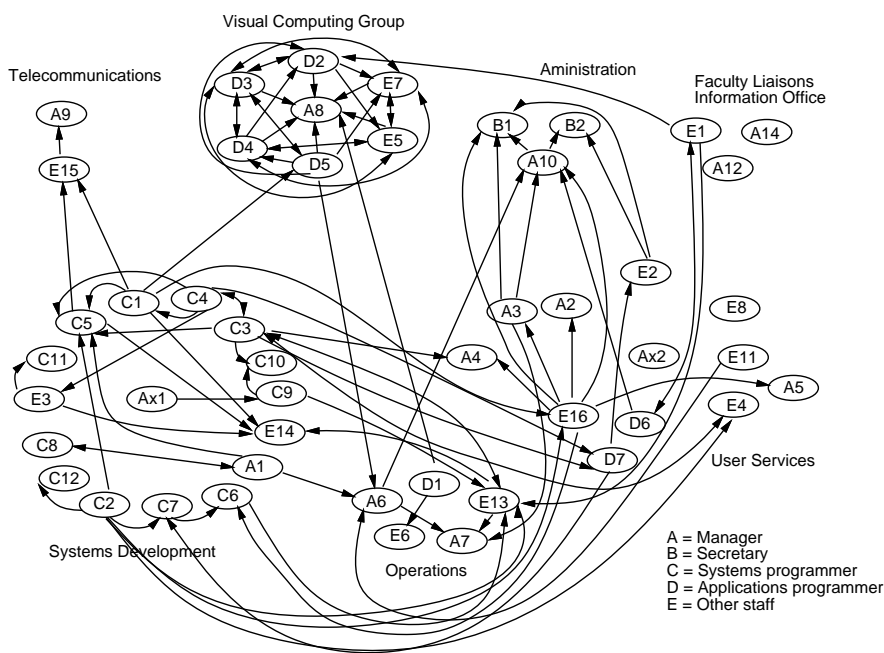 Visual Computing Group
Telecommunications
Aministration
Faculty Liaisons
Information Office
D2
D3
E7
A9
A8
B1
B2
E1
A14
D4
E5
A10
E15
D5
A12
E2
C1
C4
A3
A2
E8
C5
C3
C11
C10
A4
Ax2
E11
E3
Ax1
C9
A5
E16
E4
E14
D6
C8
A1
D7
User Services
C12
D1
C2
C7
C6
A6
E13
Systems Development
E6
A7
Operations
A = Manager
B = Secretary
C = Systems programmer
D = Applications programmer
E = Other staff